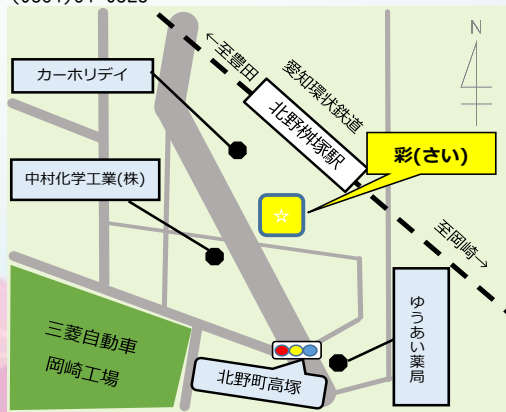 ←至豊田
N
カーホリデイ
愛知環状鉄道
北野桝塚駅
彩(さい)
中村化学工業(株)
☆
至岡崎→
ゆうあい薬局
三菱自動車
岡崎工場
北野町高塚